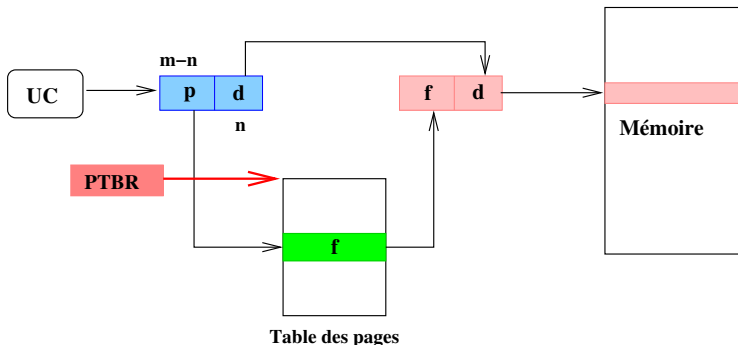 m−n
UC
p d
n
f d
Mémoire
PTBR
f
Table des pages